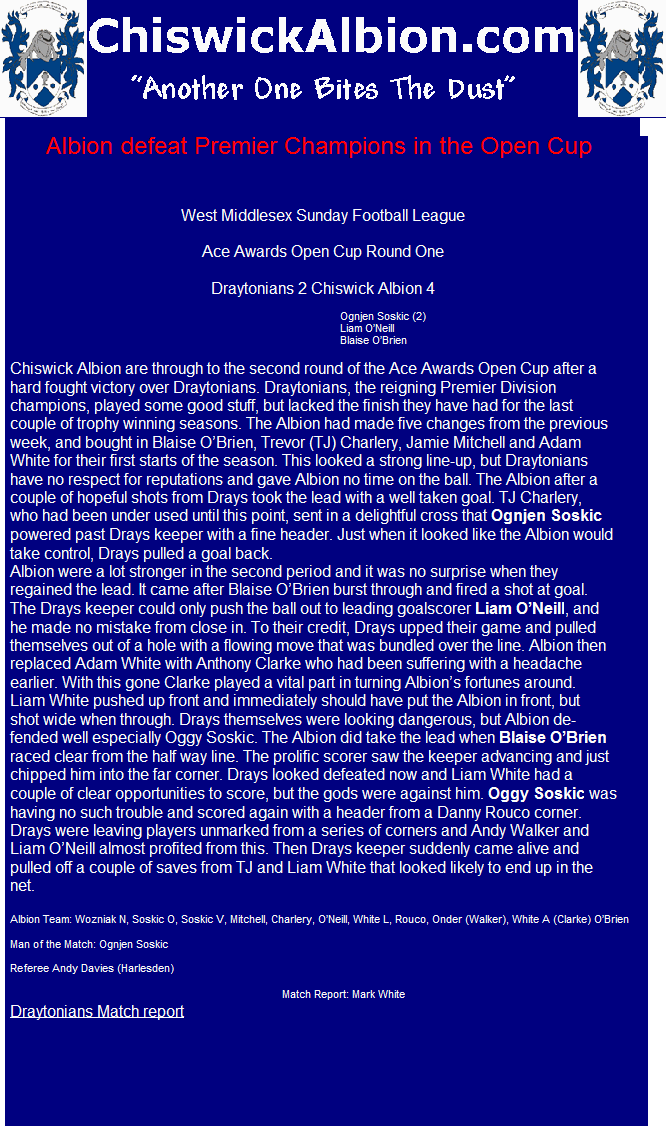 ChiswickAlbion.com
"Another One Bites The Dust"
Albion defeat Premier Champions in the Open Cup
West Middlesex Sunday Football League
Ace Awards Open Cup Round One
Draytonians 2 Chiswick Albion 4
Ognjen Soskic (2)
Liam O'Neill
Blaise O'Brien
Chiswick Albion are through to the second round of the Ace Awards Open Cup after a
hard fought victory over Draytonians. Draytonians, the reigning Premier Division
champions, played some good stuff, but lacked the finish they have had for the last
couple of trophy winning seasons. The Albion had made five changes from the previous
week, and bought in Blaise O’Brien, Trevor (TJ) Charlery, Jamie Mitchell and Adam
White for their first starts of the season. This looked a strong line-up, but Draytonians
have no respect for reputations and gave Albion no time on the ball. The Albion after a
couple of hopeful shots from Drays took the lead with a well taken goal. TJ Charlery,
who had been under used until this point, sent in a delightful cross that Ognjen Soskic
powered past Drays keeper with a fine header. Just when it looked like the Albion would
take control, Drays pulled a goal back.
Albion were a lot stronger in the second period and it was no surprise when they
regained the lead. It came after Blaise O’Brien burst through and fired a shot at goal.
The Drays keeper could only push the ball out to leading goalscorer Liam O’Neill, and
he made no mistake from close in. To their credit, Drays upped their game and pulled
themselves out of a hole with a flowing move that was bundled over the line. Albion then
replaced Adam White with Anthony Clarke who had been suffering with a headache
earlier. With this gone Clarke played a vital part in turning Albion’s fortunes around.
Liam White pushed up front and immediately should have put the Albion in front, but
shot wide when through. Drays themselves were looking dangerous, but Albion de-
fended well especially Oggy Soskic. The Albion did take the lead when Blaise O’Brien
raced clear from the half way line. The prolific scorer saw the keeper advancing and just
chipped him into the far corner. Drays looked defeated now and Liam White had a
couple of clear opportunities to score, but the gods were against him. Oggy Soskic was
having no such trouble and scored again with a header from a Danny Rouco corner.
Drays were leaving players unmarked from a series of corners and Andy Walker and
Liam O’Neill almost profited from this. Then Drays keeper suddenly came alive and
pulled off a couple of saves from TJ and Liam White that looked likely to end up in the
net.
Albion Team: Wozniak N, Soskic O, Soskic V, Mitchell, Charlery, O'Neill, White L, Rouco, Onder (Walker), White A (Clarke) O'Brien
Man of the Match: Ognjen Soskic
Referee Andy Davies (Harlesden)
Match Report: Mark White
Draytonians Match report